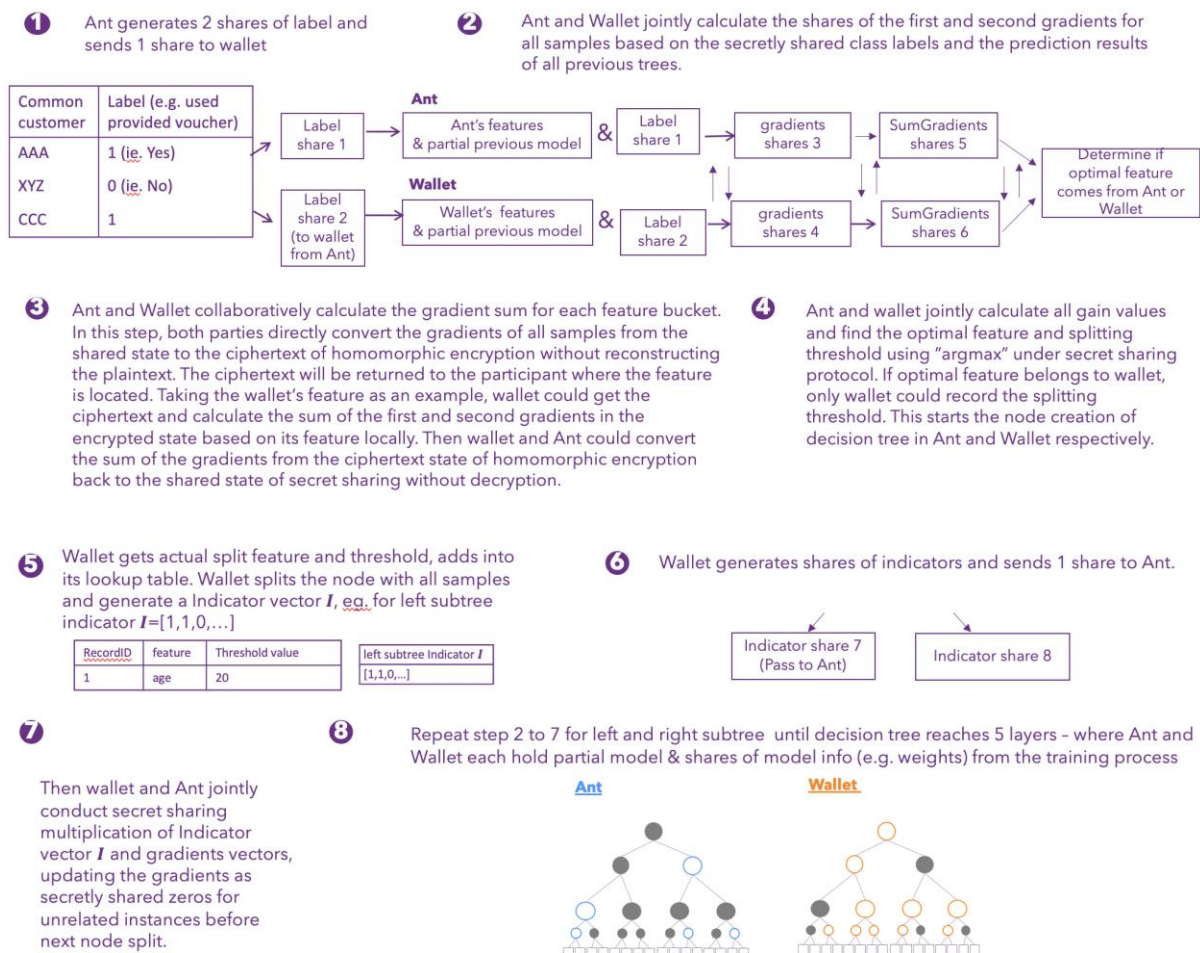 1
Ant generates 2 shares of label and
sends 1 share to wallet
2
Ant and Wallet jointly calculate the shares of the first and second gradients for
all samples based on the secretly shared class labels and the prediction results
of all previous trees.
Common customer
Label (e.g. used provided voucher)
AAA
1 (ie. Yes)
XYZ
0 (ie. No)
CCC
1
Label
share 1
Label
share 2
(to wallet
from Ant)
Ant
Ant's features
& partial previous model
&
Label
share 1
gradients
shares 3
SumGradients
shares 5
Wallet
Wallet's features
& partial previous model
&
Label
share 2
gradients
shares 4
SumGradients
shares 6
Determine if
optimal feature
comes from Ant or
Wallet
3
Ant and Wallet collaboratively calculate the gradient sum for each feature bucket.
In this step, both parties directly convert the gradients of all samples from the
shared state to the ciphertext of homomorphic encryption without reconstructing
the plaintext. The ciphertext will be returned to the participant where the feature
is located. Taking the wallet's feature as an example, wallet could get the
ciphertext and calculate the sum of the first and second gradients in the
encrypted state based on its feature locally. Then wallet and Ant could convert
the sum of the gradients from the ciphertext state of homomorphic encryption
back to the shared state of secret sharing without decryption.
4
Ant and wallet jointly calculate all gain values
and find the optimal feature and splitting
threshold using "argmax" under secret sharing
protocol. If optimal feature belongs to wallet,
only wallet could record the splitting
threshold. This starts the node creation of
decision tree in Ant and Wallet respectively.
5
Wallet gets actual split feature and threshold, adds into
its lookup table. Wallet splits the node with all samples
and generate a Indicator vector I, eg. for left subtree
indicator I=[1,1,0,...]
RecordID
feature
Threshold value
1
age
20
left subtree Indicator I
[1,1,0,...]
6
Wallet generates shares of indicators and sends 1 share to Ant.
Indicator share 7
(Pass to Ant)
Indicator share 8
7
Then wallet and Ant jointly
conduct secret sharing
multiplication of Indicator
vector I and gradients vectors,
updating the gradients as
secretly shared zeros for
unrelated instances before
next node split.
8
Repeat step 2 to 7 for left and right subtree until decision tree reaches 5 layers – where Ant and
Wallet each hold partial model & shares of model info (e.g. weights) from the training process
Ant
Wallet